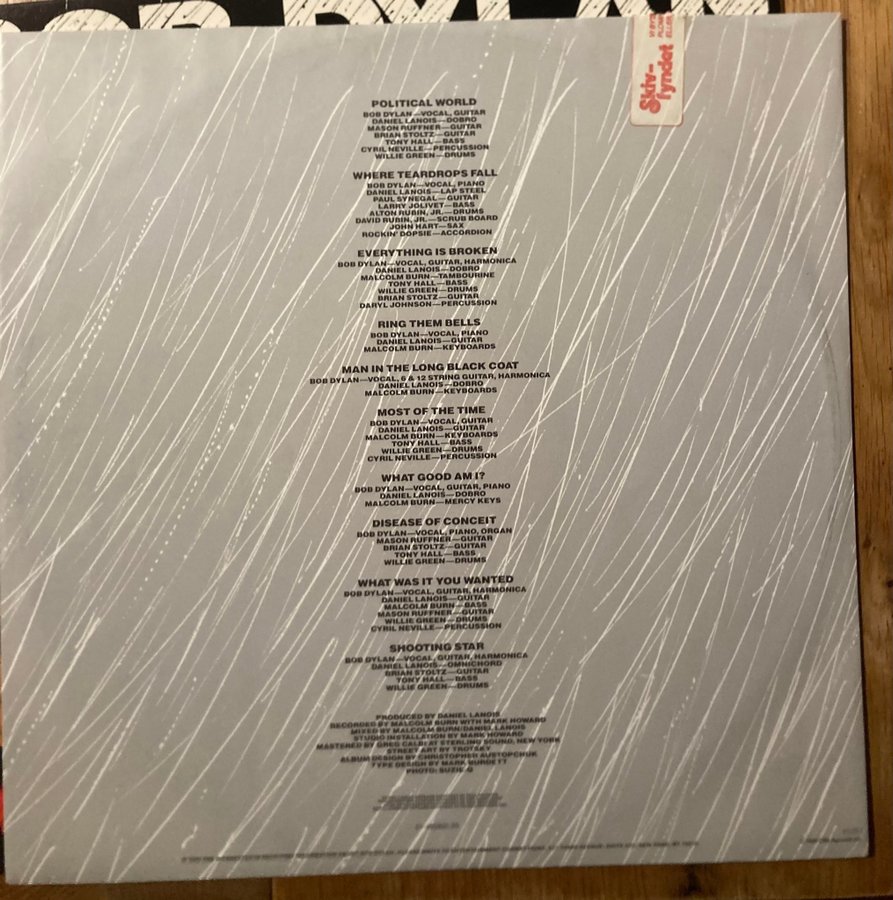 BOB DYLAN
Skiv-
fyndet
POLITICAL WORLD
BOB DYLAN—VOCAL, GUITAR
DANIEL LANOIS—DOBRO
MASON RUFFNER—GUITAR
BRIAN STOLTZ—GUITAR
TONY HALL—BASS
CYRIL NEVILLE—PERCUSSION
WILLIE GREEN—DRUMS
WHERE TEARDROPS FALL
BOB DYLAN—VOCAL, PIANO
DANIEL LANOIS—LAP STEEL
PAUL SYNEGAL—GUITAR
LARRY JOLIVET—BASS
ALTON RUBIN, JR.—DRUMS
DAVID RUBIN, JR.—SCRUB BOARD
JOHN HART—SAX
ROCKIN' DOPSIE—ACCORDION
EVERYTHING IS BROKEN
BOB DYLAN—VOCAL, GUITAR, HARMONICA
DANIEL LANOIS—DOBRO
MALCOLM BURN—TAMBOURINE
TONY HALL—BASS
WILLIE GREEN—DRUMS
BRIAN STOLTZ—GUITAR
DARYL JOHNSON—PERCUSSION
RING THEM BELLS
BOB DYLAN—VOCAL, PIANO
DANIEL LANOIS—GUITAR
MALCOLM BURN—KEYBOARDS
MAN IN THE LONG BLACK COAT
BOB DYLAN—VOCAL, 6 & 12 STRING GUITAR, HARMONICA
DANIEL LANOIS—DOBRO
MALCOLM BURN—KEYBOARDS
MOST OF THE TIME
BOB DYLAN—VOCAL, GUITAR
DANIEL LANOIS—GUITAR
MALCOLM BURN—KEYBOARDS
TONY HALL—BASS
WILLIE GREEN—DRUMS
CYRIL NEVILLE—PERCUSSION
WHAT GOOD AM I?
BOB DYLAN—VOCAL, GUITAR, PIANO
DANIEL LANOIS—DOBRO
MALCOLM BURN—MERCY KEYS
DISEASE OF CONCEIT
BOB DYLAN—VOCAL, PIANO, ORGAN
MASON RUFFNER—GUITAR
BRIAN STOLTZ—GUITAR
TONY HALL—BASS
WILLIE GREEN—DRUMS
WHAT WAS IT YOU WANTED
BOB DYLAN—VOCAL, GUITAR, HARMONICA
DANIEL LANOIS—GUITAR
MALCOLM BURN—BASS
MASON RUFFNER—GUITAR
WILLIE GREEN—DRUMS
CYRIL NEVILLE—PERCUSSION
SHOOTING STAR
BOB DYLAN—VOCAL, GUITAR, HARMONICA
DANIEL LANOIS—OMNICHORD
BRIAN STOLTZ—GUITAR
TONY HALL—BASS
WILLIE GREEN—DRUMS
PRODUCED BY DANIEL LANOIS
RECORDED BY MALCOLM BURN WITH MARK HOWARD
MIXED BY MALCOLM BURN/DANIEL LANOIS
STUDIO INSTALLATION BY MARK HOWARD
MASTERED BY GREG CALBI AT STERLING SOUND, NEW YORK
STREET ART BY TROTSKY
ALBUM DESIGN BY CHRISTOPHER AUSTOPCHUK
TYPE DESIGN BY MARK BURDETT
PHOTO: SUZIE-Q